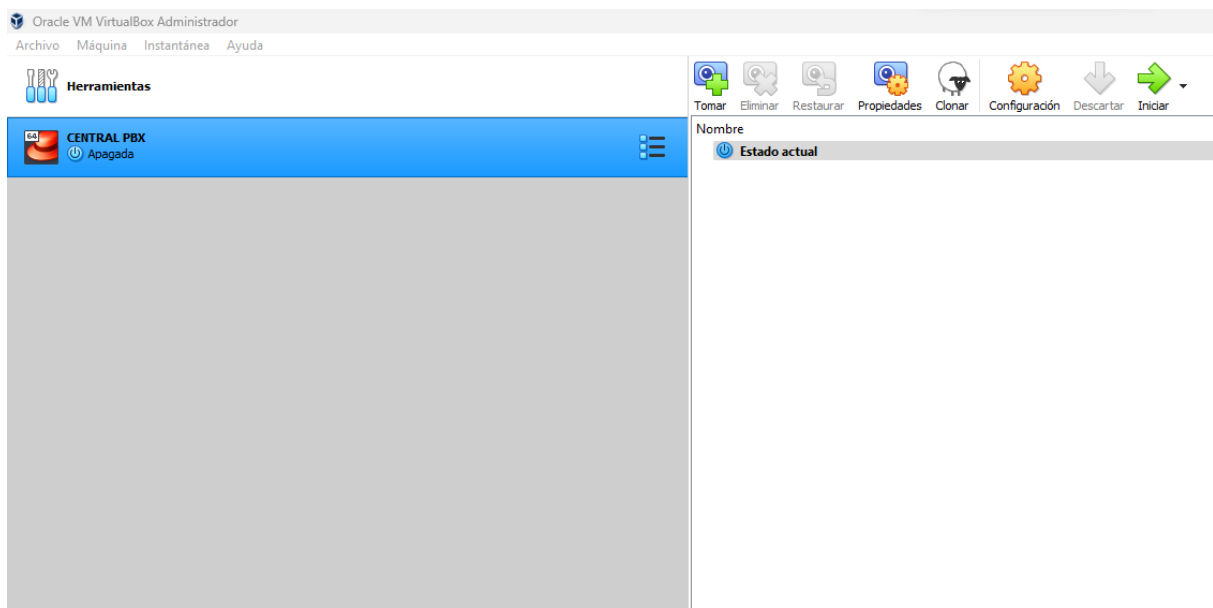 Oracle VM VirtualBox Administrador
Archivo Máquina Instantánea Ayuda
Herramientas
64
CENTRAL PBX
Apagada
Tomar Eliminar Restaurar Propiedades Clonar Configuración Descartar Iniciar
Nombre
Estado actual